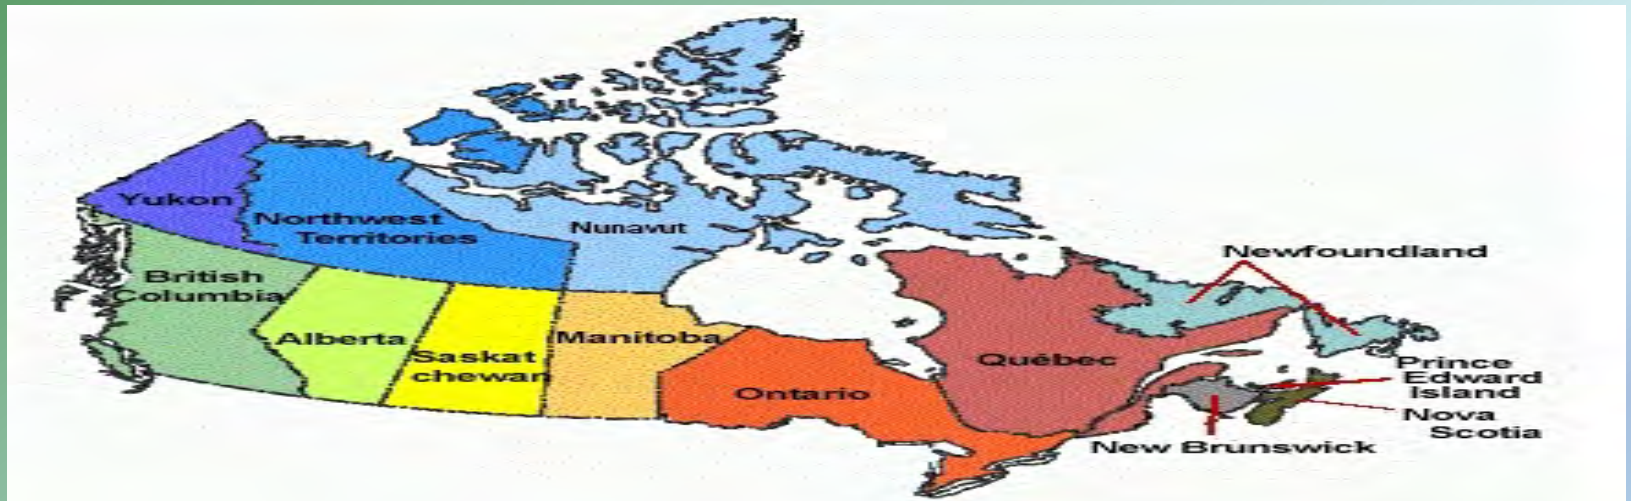 Yukon
Northwest
Territories
Nunavut
British
Columbia
Alberta
Saskat
chewan
Manitoba
Ontario
Québec
Newfoundland
Prince
Edward
Island
Nova
Scotia
New Brunswick